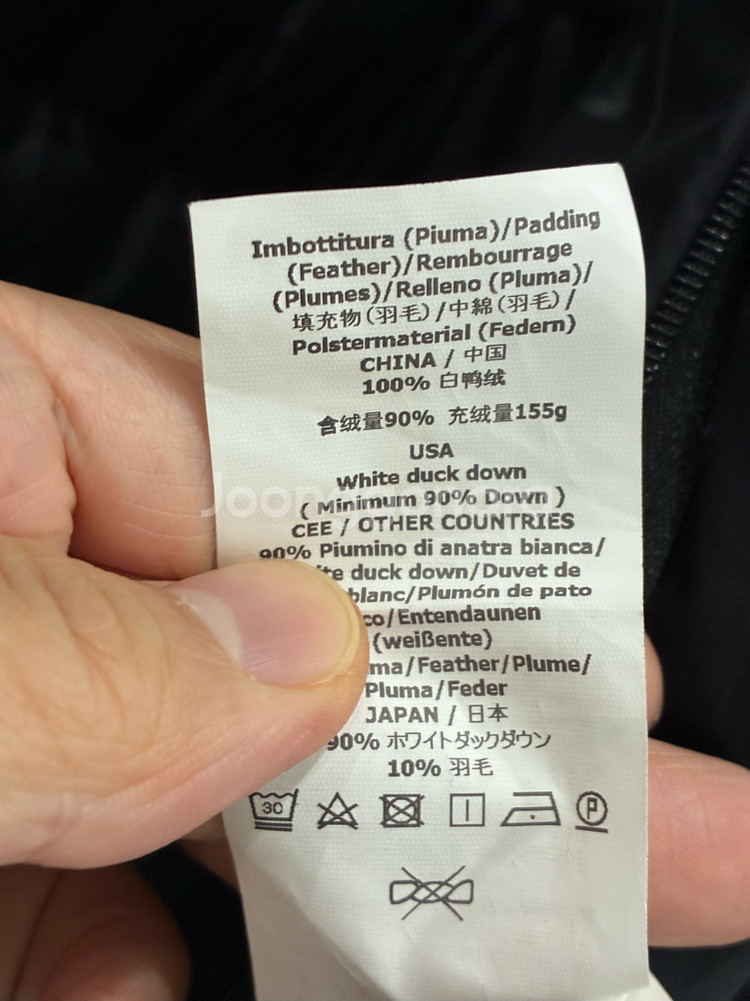 Imbottitura (Piuma)/Padding
(Feather)/Rembourrage
(Plumes)/Relleno (Pluma)/
填充物(羽毛)/中綿(羽毛)/
Polstermaterial (Federn)
CHINA / 中国
100% 白鸭绒
含绒量90% 充绒量155g
USA
White duck down
( Minimum 90% Down )
CEE / OTHER COUNTRIES
90% Piumino di anatra bianca/
duck down/Duvet de
blanc/Plumón de pato
/Entendaunen
(weißente)
/Feather/Plume/
Pluma/Feder
JAPAN / 日本
90% ホワイトダックダウン
10% 羽毛
30
P